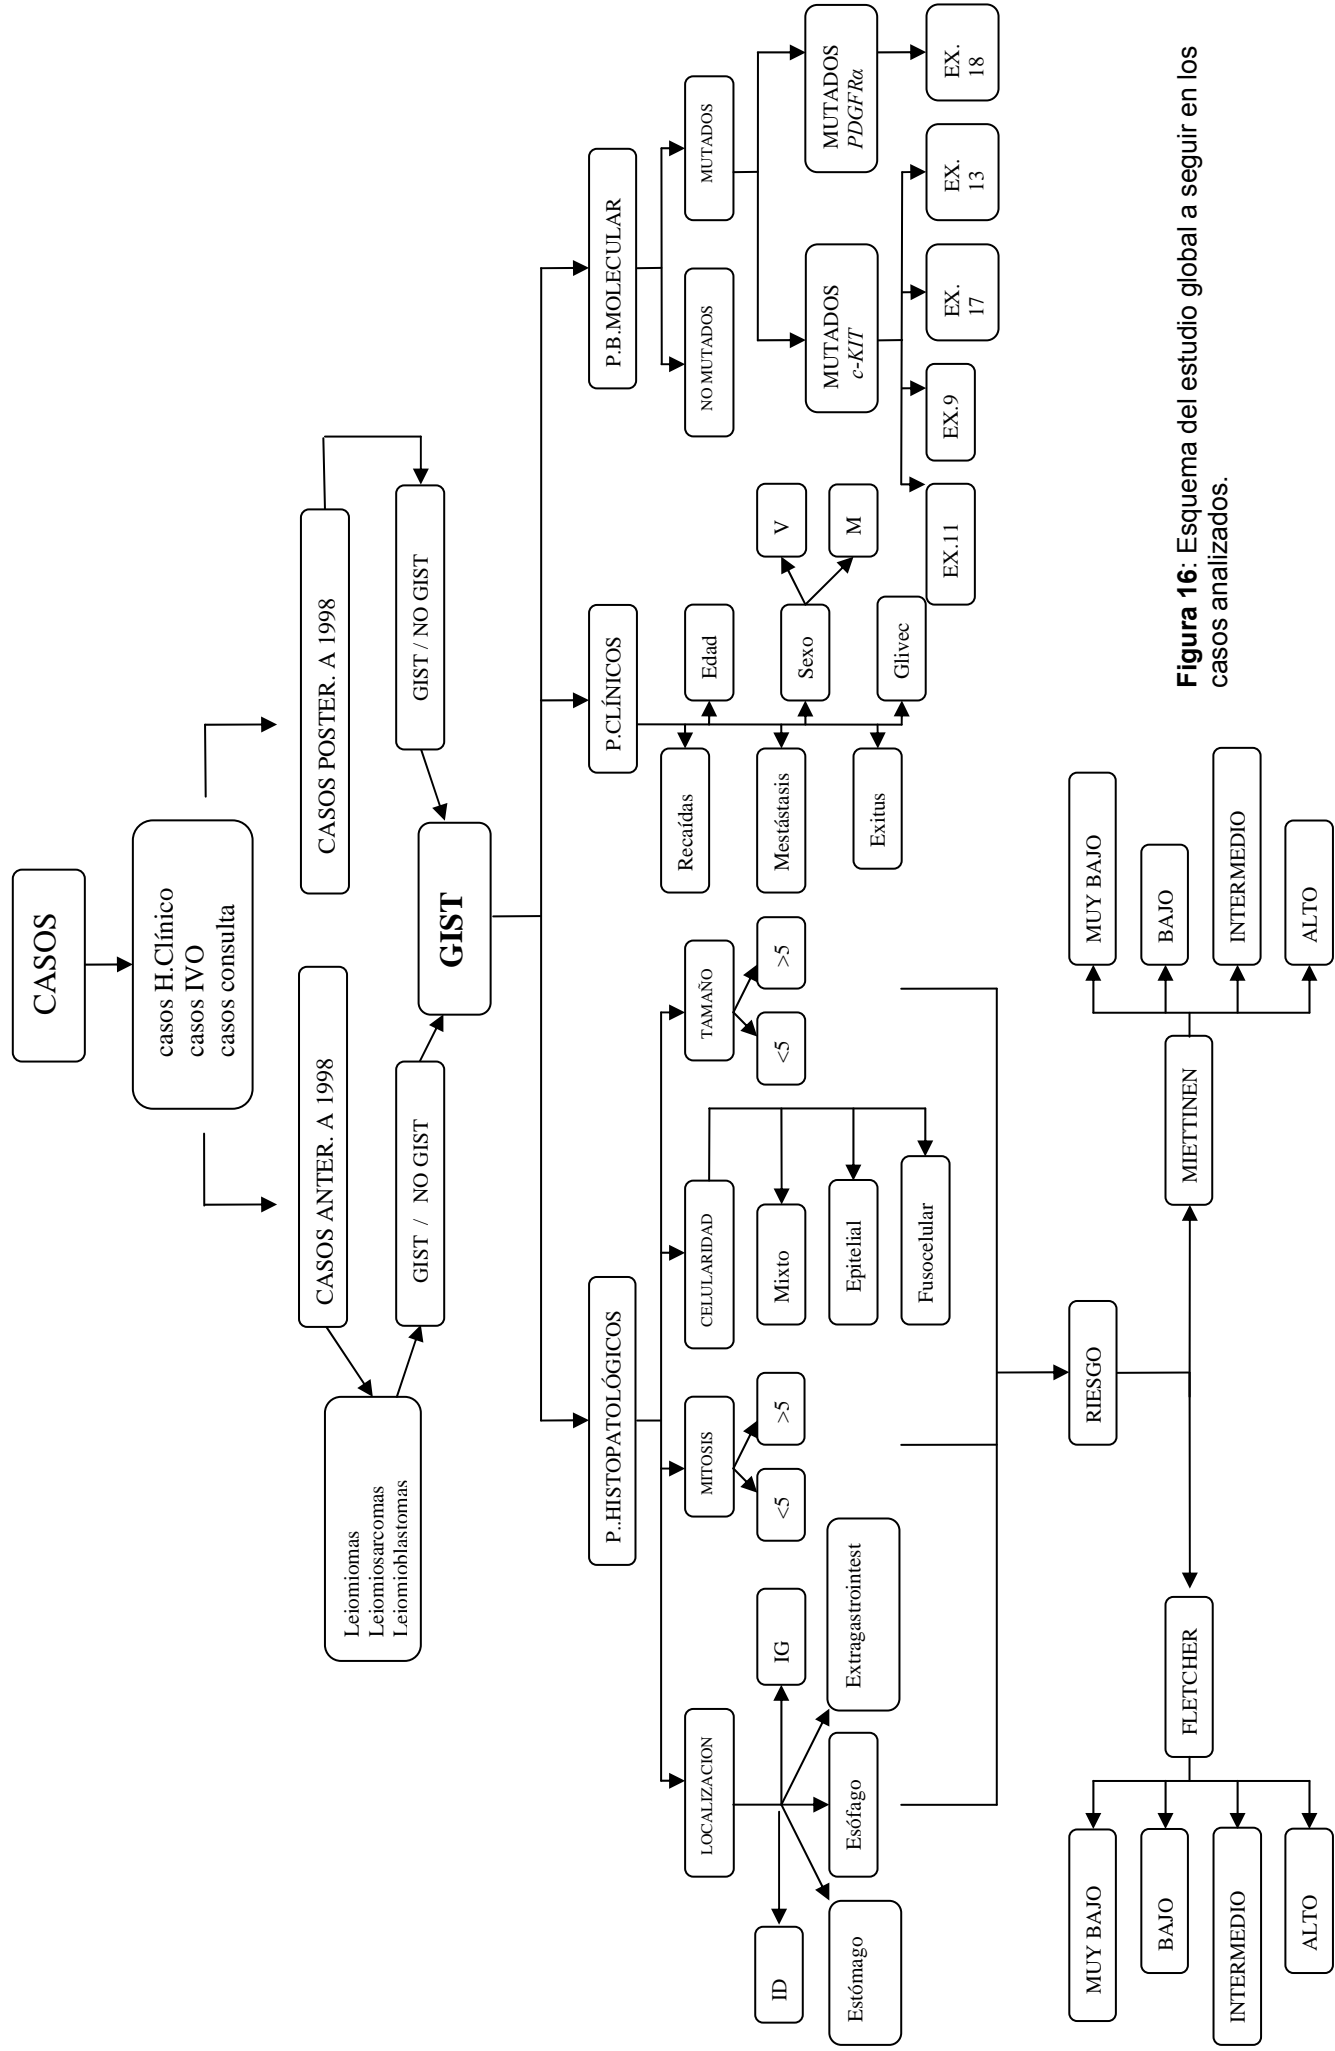 CASOS
casos H.Clínico
casos IVO
casos consulta
CASOS ANTER. A 1998
CASOS POSTER. A 1998
Leiomiomas
Leiomiosarcomas
Leiomioblastomas
GIST / NO GIST
GIST / NO GIST
GIST
P..HISTOPATOLÓGICOS
P.CLÍNICOS
P.B.MOLECULAR
LOCALIZACION
MITOSIS
CELULARIDAD
TAMAÑO
ID
IG
Estómago
Esófago
Extragastrointest
<5
>5
Mixto
Epitelial
Fusocelular
<5
>5
Recaídas
Edad
Mestástasis
Sexo
V
M
Exitus
Glivec
NO MUTADOS
MUTADOS
MUTADOS
c-KIT
MUTADOS
PDGFRα
EX.11
EX.9
EX.
17
EX.
13
EX.
18
RIESGO
FLETCHER
MIETTINEN
MUY BAJO
BAJO
INTERMEDIO
ALTO
MUY BAJO
BAJO
INTERMEDIO
ALTO
Figura 16: Esquema del estudio global a seguir en los
casos analizados.